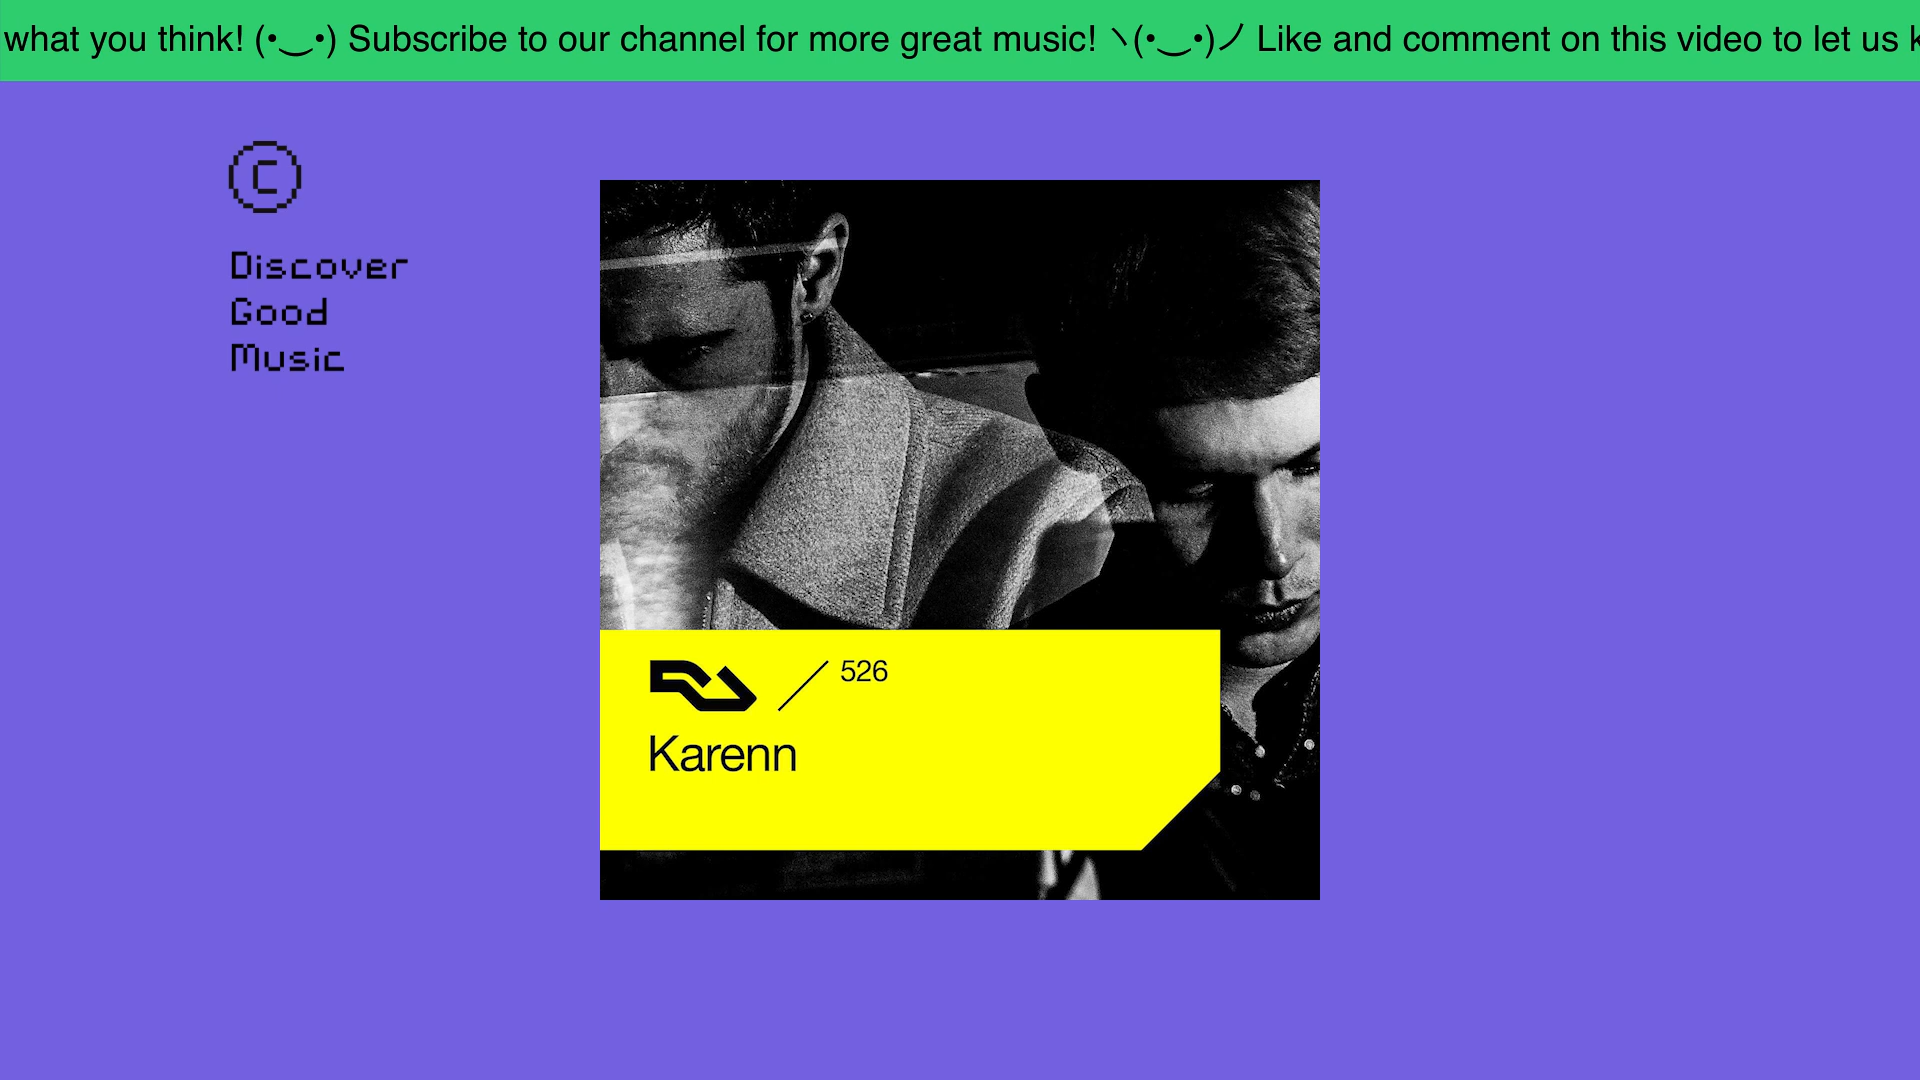 what you think! (•‿•) Subscribe to our channel for more great music! ヽ(•‿•)ノ Like and comment on this video to let us k
©
Discover
Good
Music
526
Karenn